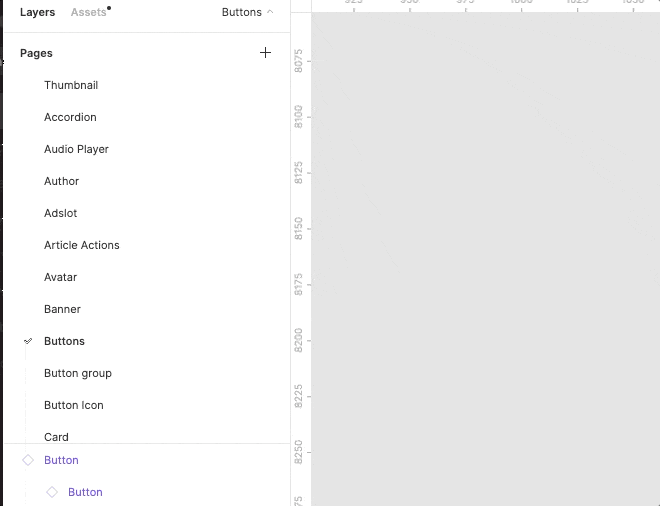 Layers Assets Buttons
Pages
Thumbnail
Accordion
Audio Player
Author
Adslot
Article Actions
Avatar
Banner
Buttons
Button group
Button Icon
Card
Button
Button
8075
8100
8125
8150
8175
8200
8225
8250